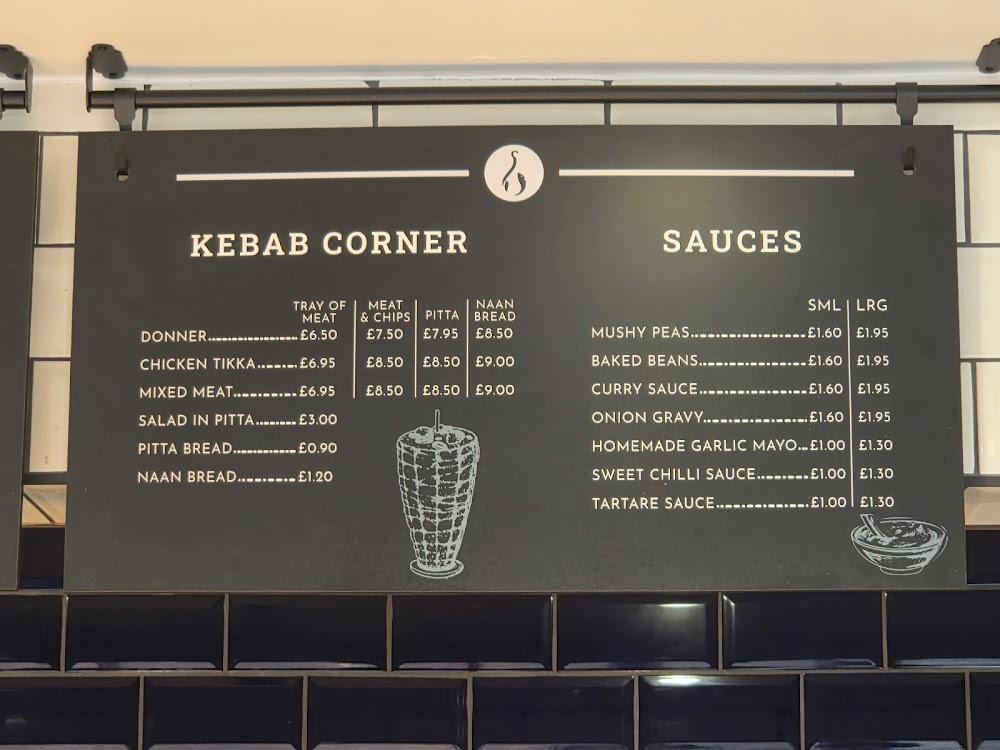 KEBAB CORNER
TRAY OF MEAT MEAT & CHIPS PITTA NAAN BREAD
DONNER £6.50 £7.50 £7.95 £8.50
CHICKEN TIKKA £6.95 £8.50 £8.50 £9.00
MIXED MEAT £6.95 £8.50 £8.50 £9.00
SALAD IN PITTA £3.00
PITTA BREAD £0.90
NAAN BREAD £1.20
SAUCES
SML LRG
MUSHY PEAS £1.60 £1.95
BAKED BEANS £1.60 £1.95
CURRY SAUCE £1.60 £1.95
ONION GRAVY £1.60 £1.95
HOMEMADE GARLIC MAYO £1.00 £1.30
SWEET CHILLI SAUCE £1.00 £1.30
TARTARE SAUCE £1.00 £1.30